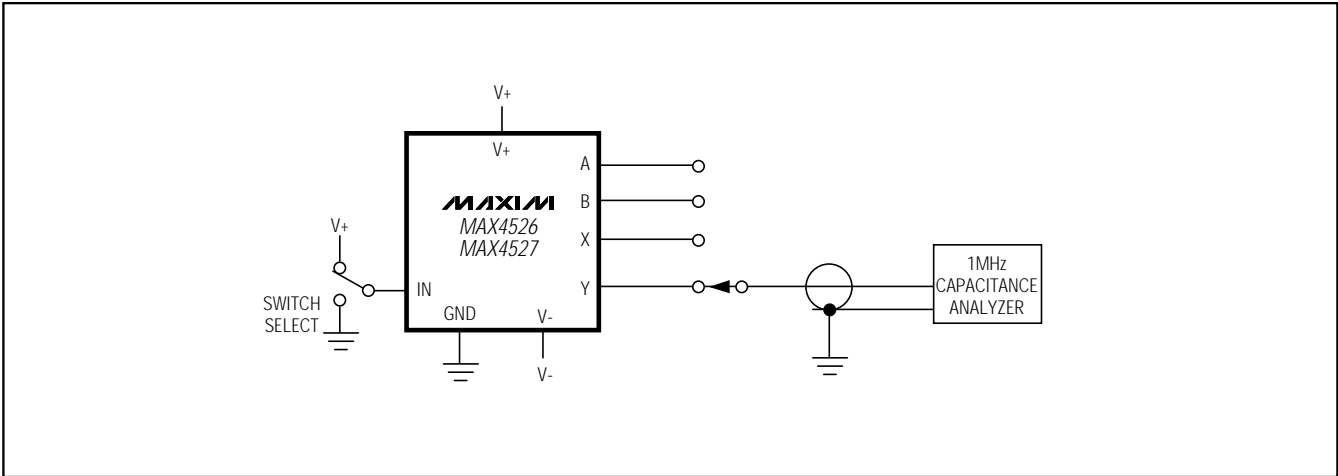 V+
V+
A
MAXIM
B
MAX4526
V+
X
MAX4527
1MHz
CAPACITANCE
ANALYZER
IN
Y
SWITCH
SELECT
GND
V-
V-